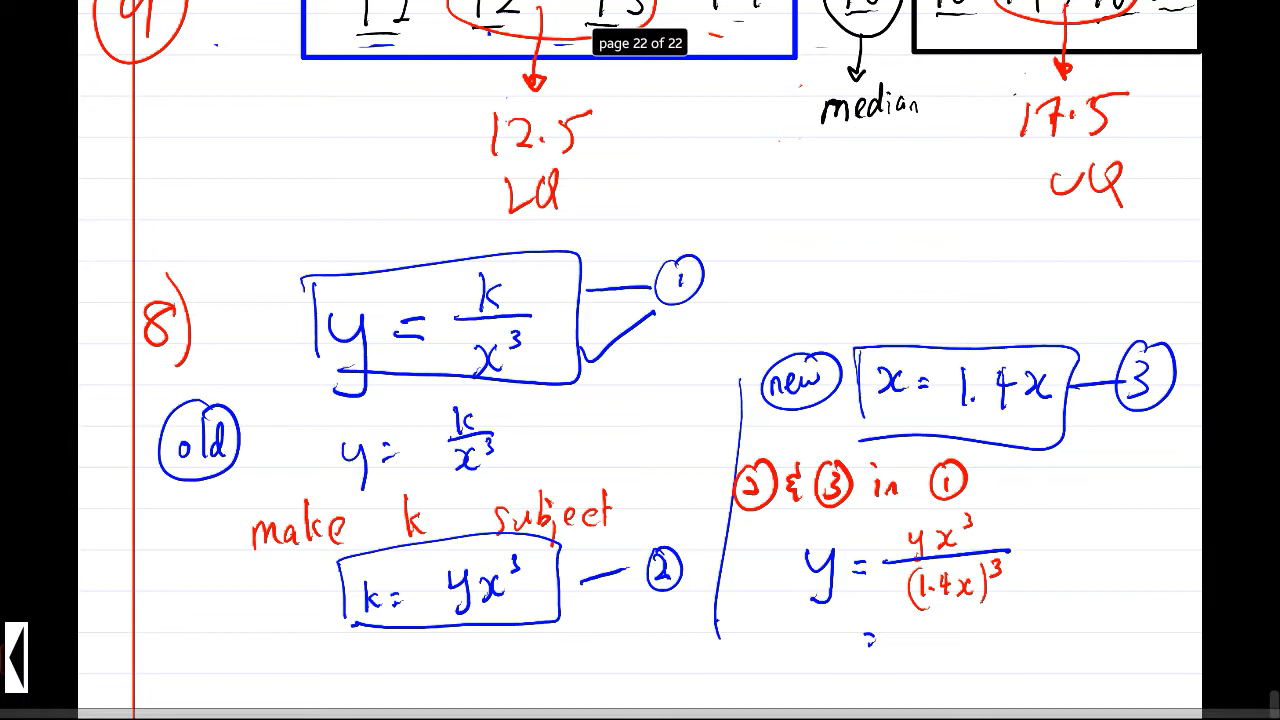 page 22 of 22
median
12.5
LQ
17.5
UQ
8)
y = k / x³
1
old
y = k / x³
make k subject
k = yx³
2
new
x = 1.4x
3
2 & 3 in 1
y = yx³ / (1.4x)³
=